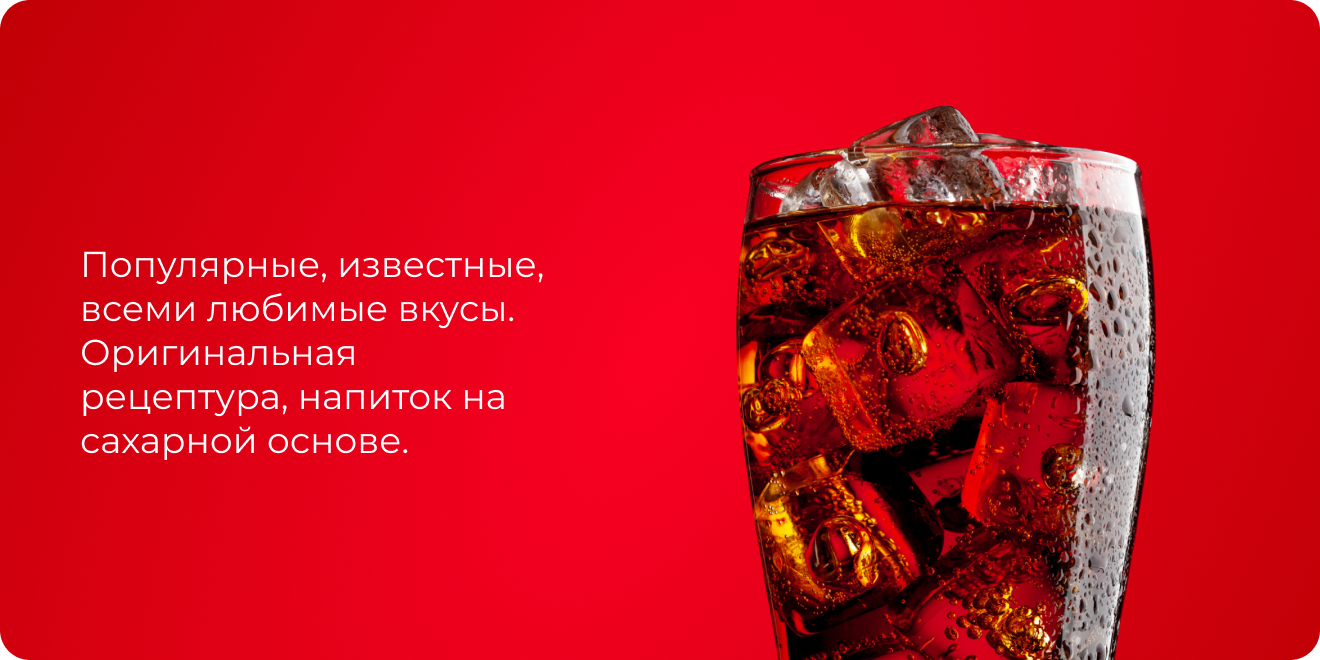 Популярные, известные,
всеми любимые вкусы.
Оригинальная
рецептура, напиток на
сахарной основе.